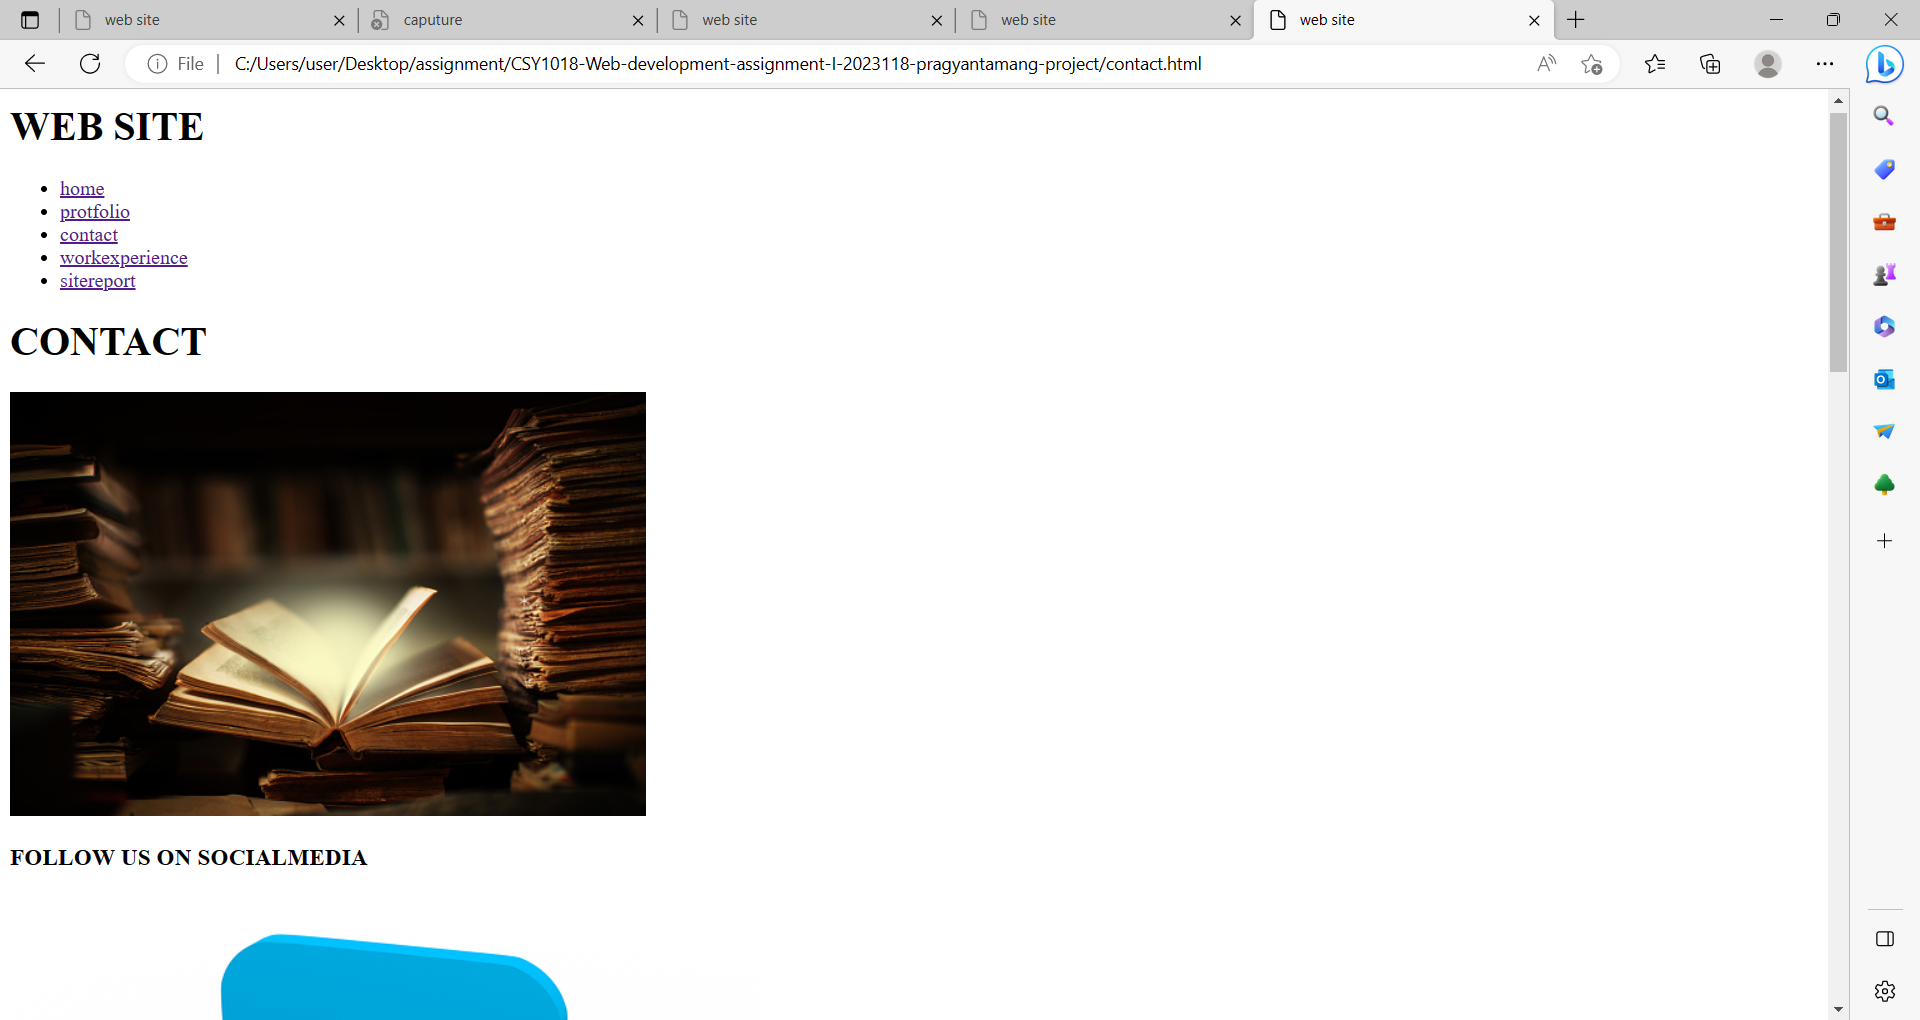 web site
caputure
web site
web site
web site
File
C:/Users/user/Desktop/assignment/CSY1018-Web-development-assignment-I-2023118-pragyantamang-project/contact.html
WEB SITE
home
protfolio
contact
workexperience
sitereport
CONTACT
FOLLOW US ON SOCIALMEDIA